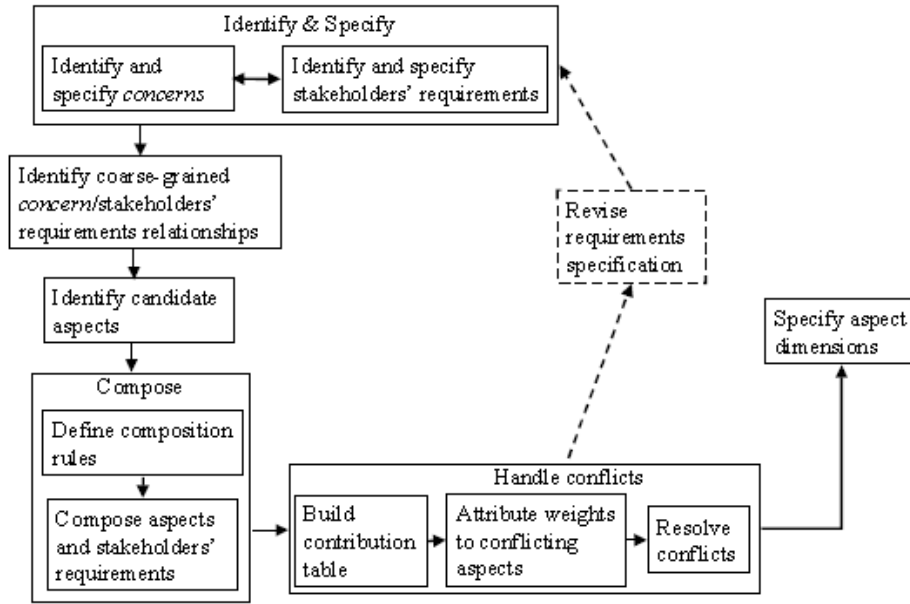 Identify & Specify
Identify and
specify concerns
Identify and specify
stakeholders' requirements
Identify coarse-grained
concern/stakeholders'
requirements relationships
Revise
requirements
specification
Identify candidate
aspects
Specify aspect
dimensions
Compose
Define composition
rules
Compose aspects
and stakeholders'
requirements
Handle conflicts
Build
contribution
table
Attribute weights
to conflicting
aspects
Resolve
conflicts